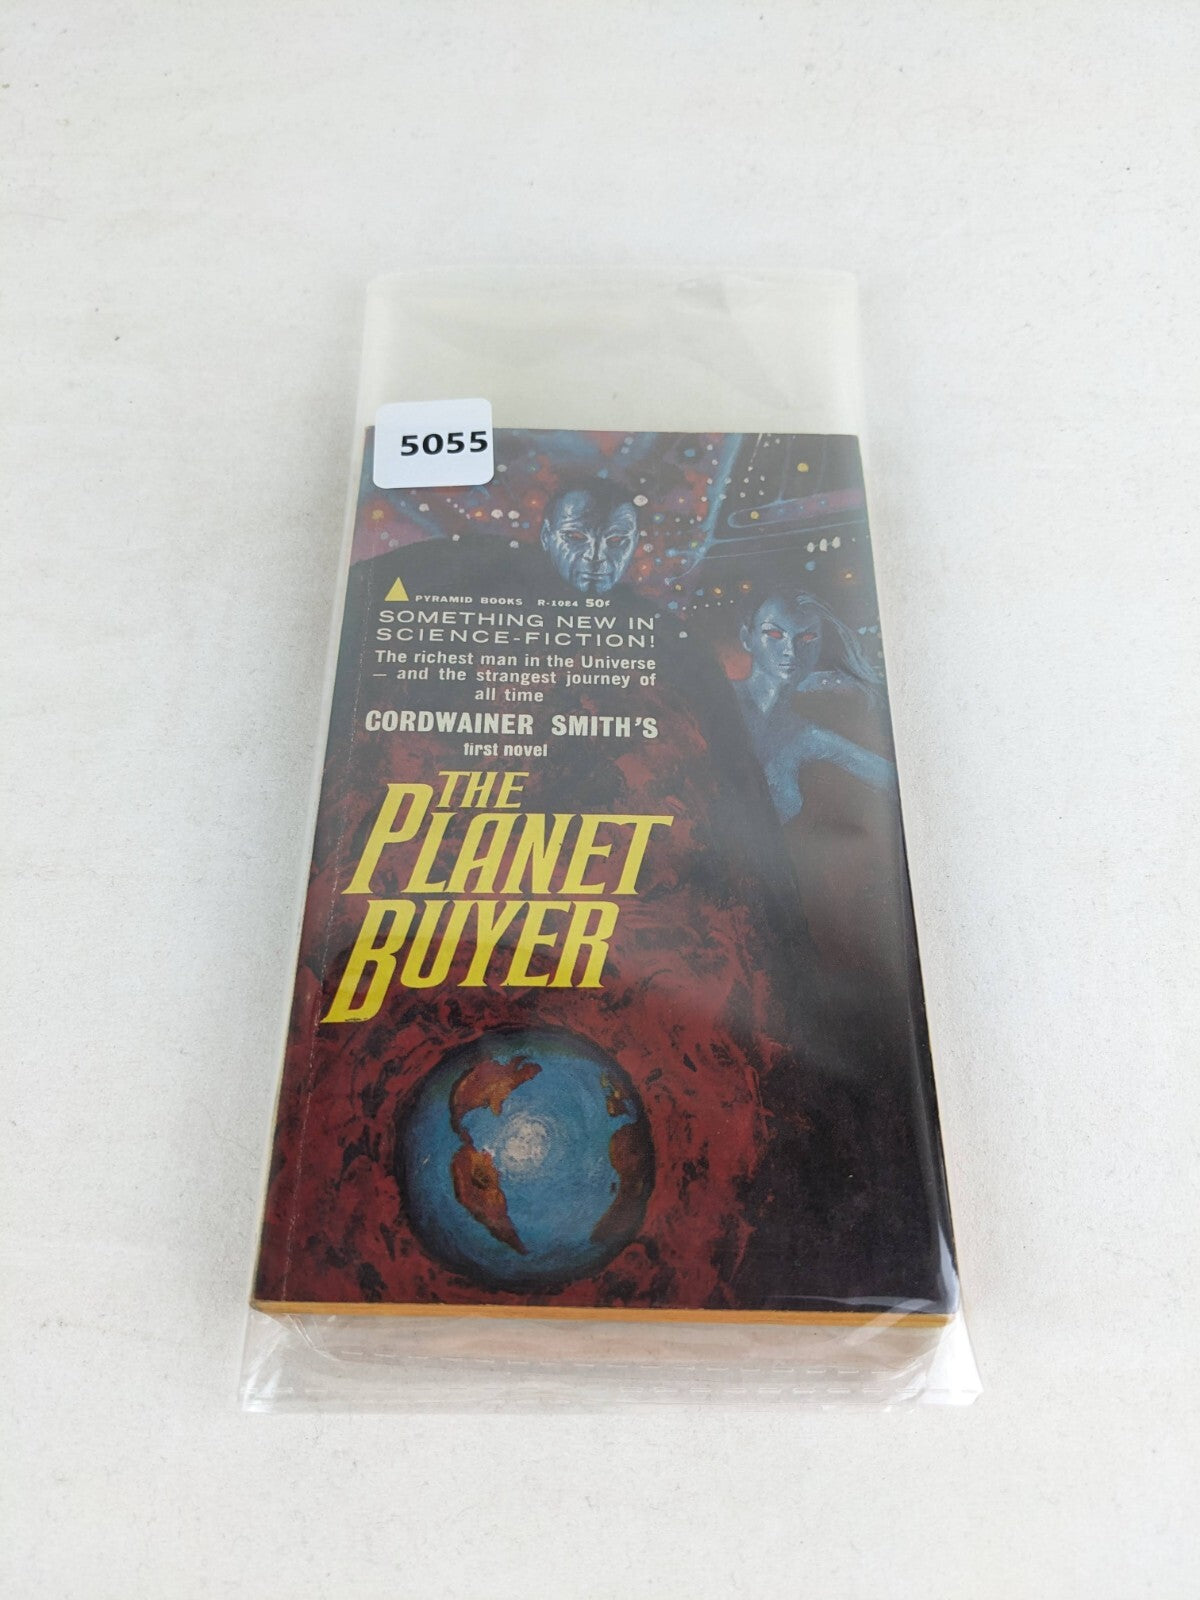 5055
PYRAMID BOOKS R-1084 50¢
SOMETHING NEW IN
SCIENCE-FICTION!
The richest man in the Universe
— and the strangest journey of
all time
CORDWAINER SMITH'S
first novel
THE
PLANET
BUYER